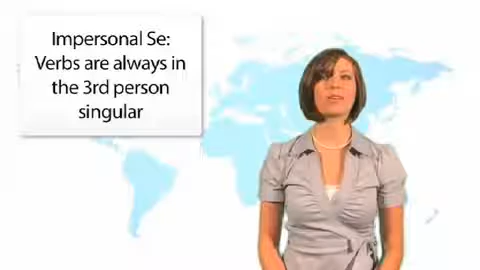 Impersonal Se:
Verbs are always in
the 3rd person
singular